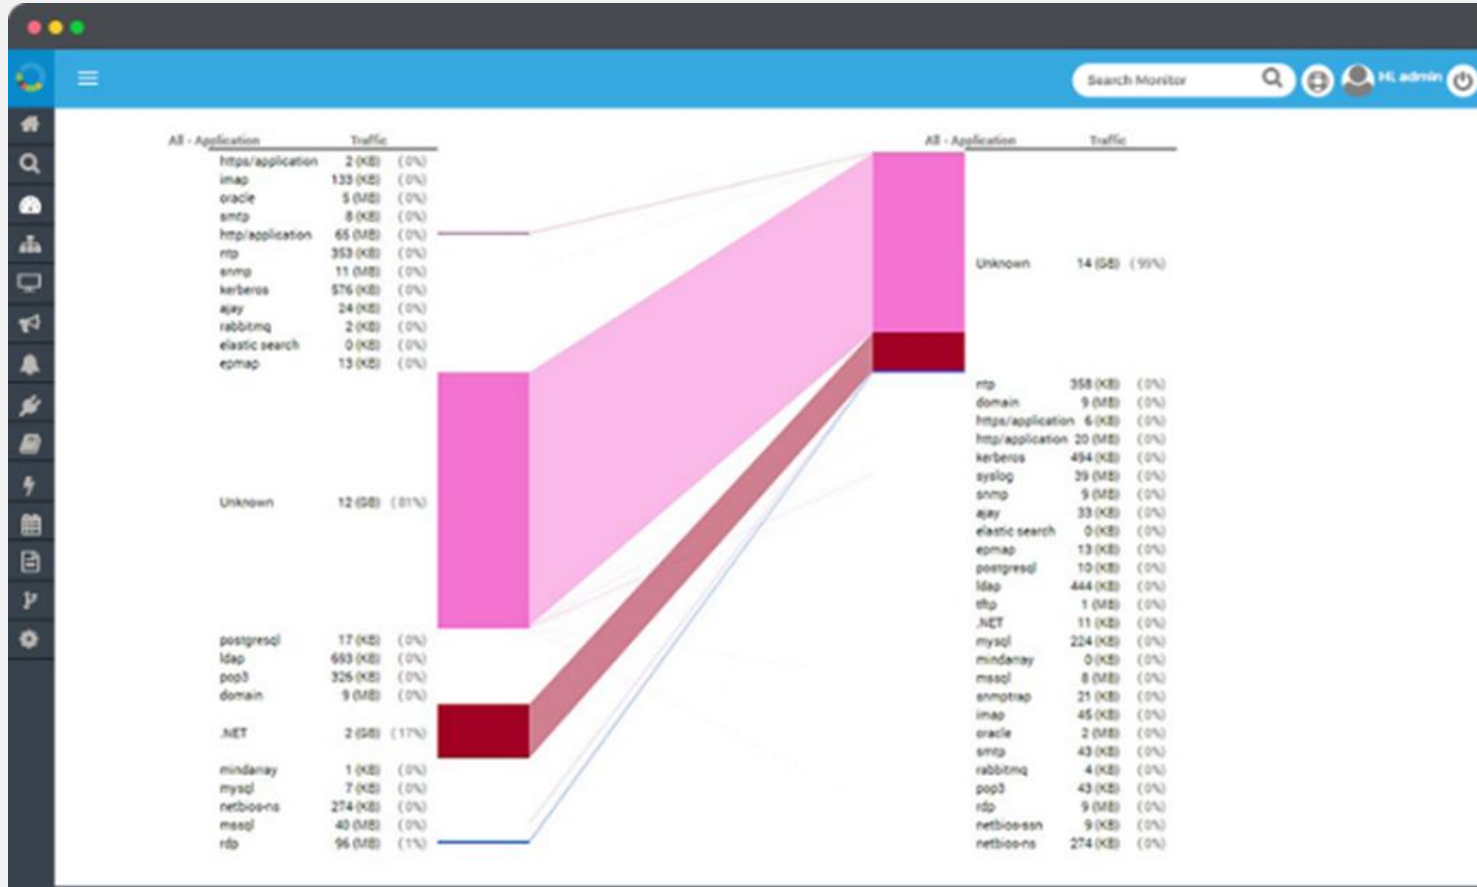 Search Monitor
Hi, admin
All - Application Traffic
https/application 2 (KB) (0%)
imap 133 (KB) (0%)
oracle 5 (MB) (0%)
smtp 8 (KB) (0%)
http/application 65 (MB) (0%)
ntp 353 (KB) (0%)
snmp 11 (MB) (0%)
kerberos 576 (KB) (0%)
ajay 24 (KB) (0%)
rabbitmq 2 (KB) (0%)
elastic search 0 (KB) (0%)
epmap 13 (KB) (0%)
Unknown 12 (GB) (81%)
postgresql 17 (KB) (0%)
ldap 693 (KB) (0%)
pop3 326 (KB) (0%)
domain 9 (MB) (0%)
.NET 2 (GB) (17%)
mindarray 1 (KB) (0%)
mysql 7 (KB) (0%)
netbios-ns 274 (KB) (0%)
mssql 40 (MB) (0%)
rdp 96 (MB) (1%)
All - Application Traffic
Unknown 14 (GB) (99%)
ntp 358 (KB) (0%)
domain 9 (MB) (0%)
https/application 6 (KB) (0%)
http/application 20 (MB) (0%)
kerberos 494 (KB) (0%)
syslog 39 (MB) (0%)
snmp 9 (MB) (0%)
ajay 33 (KB) (0%)
elastic search 0 (KB) (0%)
epmap 13 (KB) (0%)
postgresql 10 (KB) (0%)
ldap 444 (KB) (0%)
tftp 1 (MB) (0%)
.NET 11 (KB) (0%)
mysql 224 (KB) (0%)
mindarray 0 (KB) (0%)
mssql 8 (MB) (0%)
snmptrap 21 (KB) (0%)
imap 45 (KB) (0%)
oracle 2 (MB) (0%)
smtp 43 (KB) (0%)
rabbitmq 4 (KB) (0%)
pop3 43 (KB) (0%)
rdp 9 (MB) (0%)
netbios-ssn 9 (KB) (0%)
netbios-ns 274 (KB) (0%)